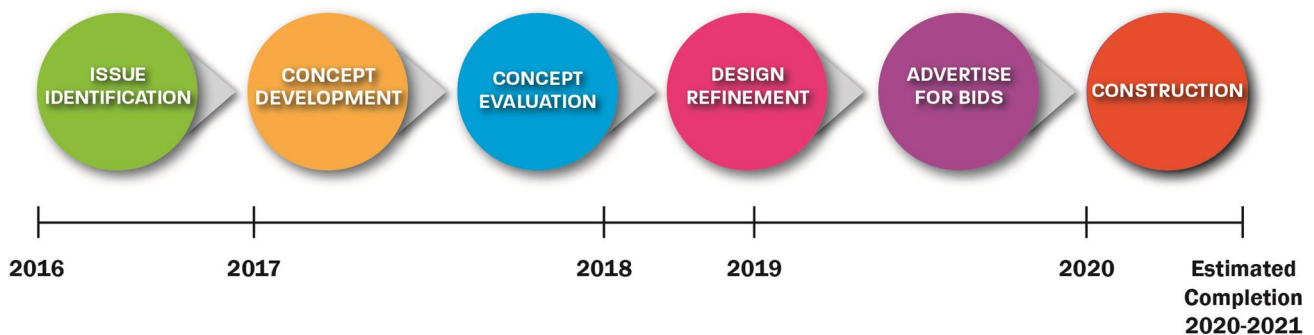 ISSUE
IDENTIFICATION
CONCEPT
DEVELOPMENT
CONCEPT
EVALUATION
DESIGN
REFINEMENT
ADVERTISE
FOR BIDS
CONSTRUCTION
2016
2017
2018
2019
2020
Estimated
Completion
2020-2021